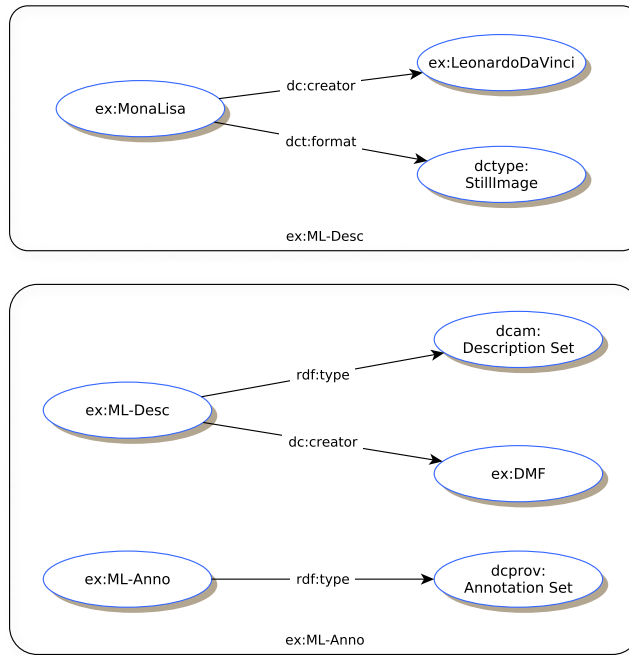 ex:LeonardoDaVinci
dc:creator
ex:MonaLisa
dct:format
dctype:
StillImage
ex:ML-Desc
dcam:
Description Set
rdf:type
ex:ML-Desc
dc:creator
ex:DMF
ex:ML-Anno
rdf:type
dcprov:
Annotation Set
ex:ML-Anno